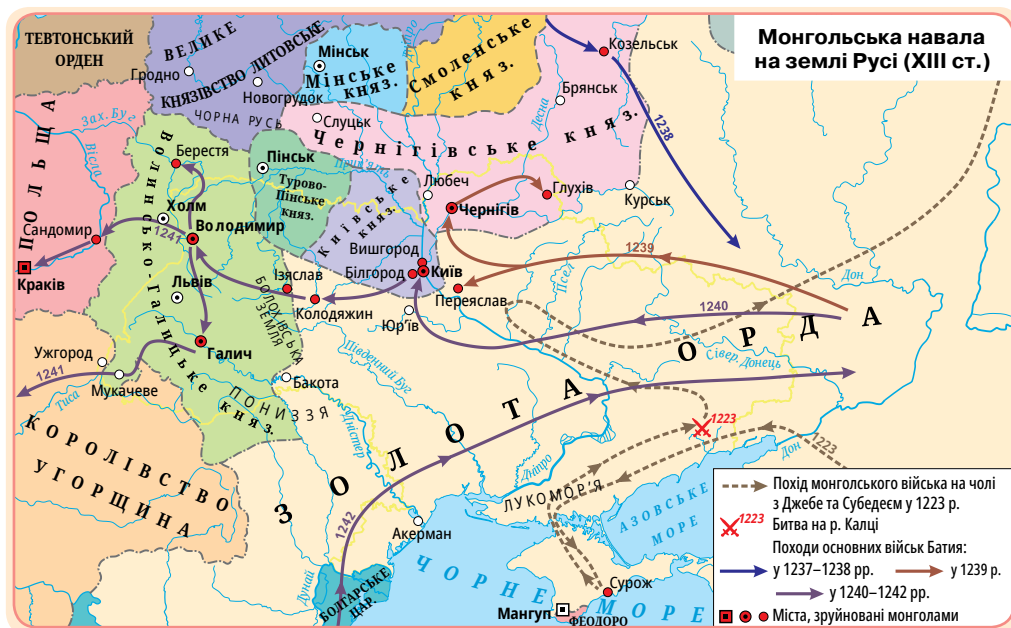 Монгольська навала
на землі Русі (XIII ст.)
ТЕВТОНСЬКИЙ
ОРДЕН
ВЕЛИКЕ
КНЯЗІВСТВО ЛИТОВСЬКЕ
Гродно
Новогрудок
ЧОРНА РУСЬ
Мінськ
Мінське
княз.
Смоленське
княз.
Козельськ
Брянськ
Десна
1238
Слуцьк
Чернігівське княз.
ПОЛЬЩА
Зах. Буг
Вісла
Берестя
Волинсько-Галицьке княз.
Пінськ
Прип'ять
Турово-
Пінське
княз.
Київське
княз.
Любеч
Глухів
Курськ
Чернігів
Холм
Володимир
Сандомир
1241
Краків
Львів
Вишгород
Білгород
Київ
Ізяслав
Колодяжин
БОЛОХІВСЬКА
ЗЕМЛЯ
Переяслав
Юр'їв
Псел
1239
Дон
1240
Галич
Ужгород
1241
Мукачеве
Тиса
Бакота
ПОНИЗЗЯ
Південний Буг
Дністер
Сівер. Донець
ЗОЛОТА ОРДА
КОРОЛІВСТВО
УГОРЩИНА
Дніпро
1223
1223
Дон
ЛУКОМОР'Я
АЗОВСЬКЕ
МОРЕ
1242
Акерман
Дунай
БОЛГАРСЬКЕ
ЦАР.
ЧОРНЕ МОРЕ
Сурож
Мангуп
ФЕОДОРО
Похід монгольського війська на чолі
з Джебе та Субедеєм у 1223 р.
1223 Битва на р. Калці
Походи основних військ Батия:
у 1237–1238 рр. у 1239 р.
у 1240–1242 рр.
Міста, зруйновані монголами